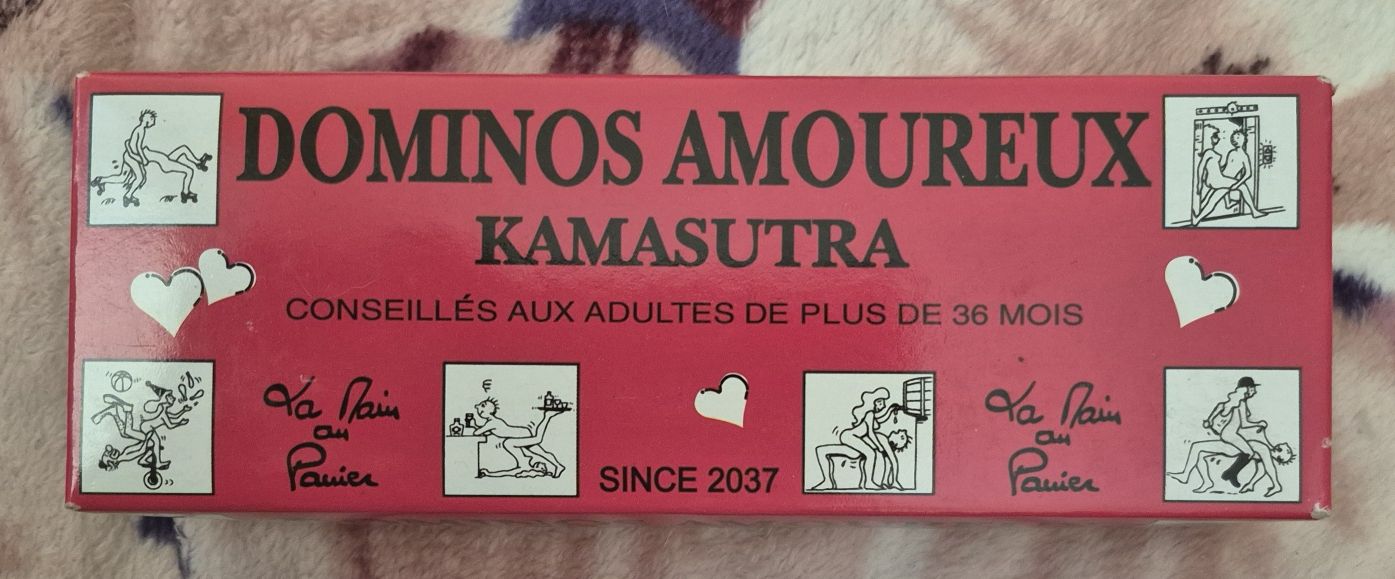 DOMINOS AMOUREUX
KAMASUTRA
CONSEILLÉS AUX ADULTES DE PLUS DE 36 MOIS
La Main
au
Panier
SINCE 2037
La Main
au
Panier